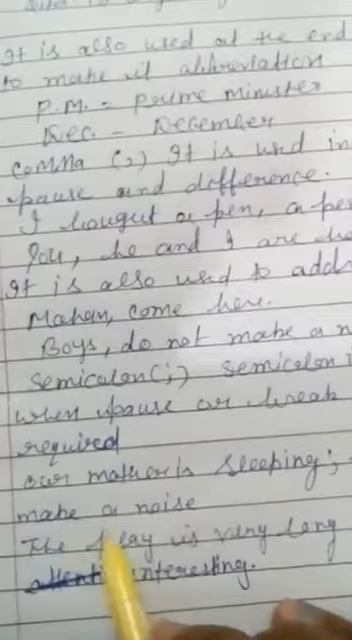 It is also used at the end
to make it abbreviation
P.M. - Prime minister
Dec. - December
Comma (,) It is used in
pause and difference.
I bought a pen, a pe
You, he and I are
It is also used to add
Mahan, come here.
Boys, do not make a n
Semicolon (;) semicolon
when pause or break
required
Our mother is sleeping;
make a noise
The is very long
interesting.